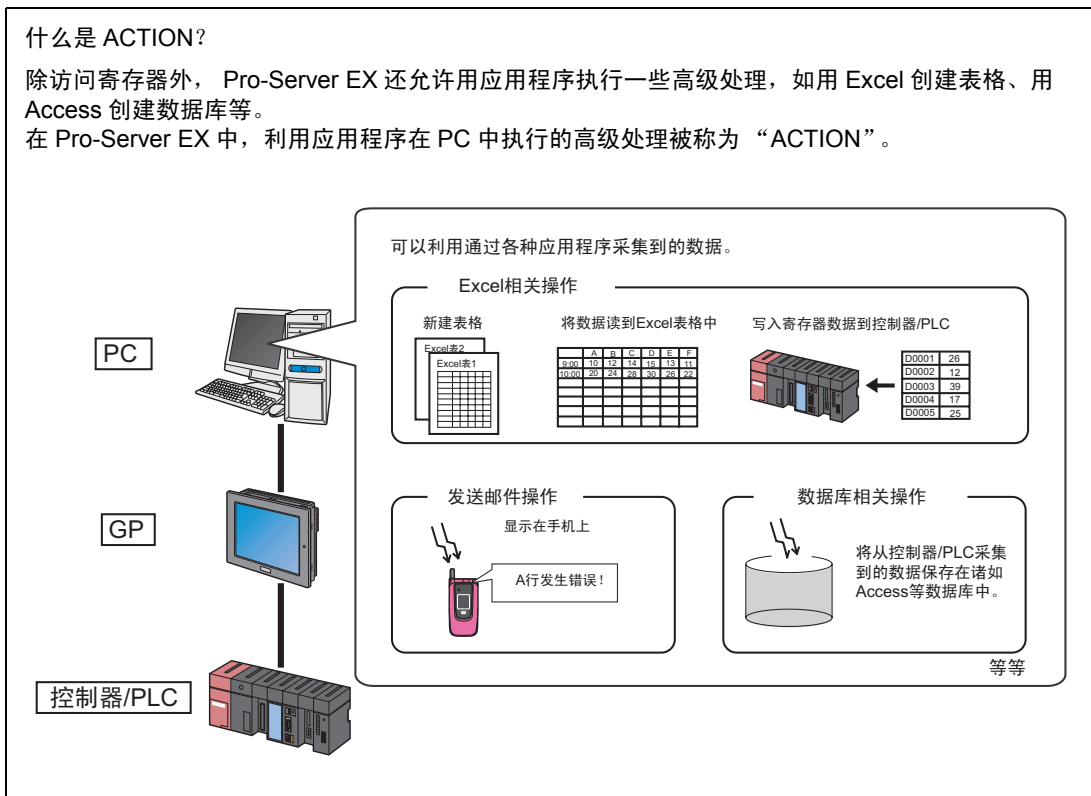 什么是 ACTION？
除访问寄存器外， Pro-Server EX 还允许用应用程序执行一些高级处理，如用 Excel 创建表格、用
Access 创建数据库等。
在 Pro-Server EX 中，利用应用程序在 PC 中执行的高级处理被称为 “ACTION”。
可以利用通过各种应用程序采集到的数据。
Excel相关操作
新建表格
Excel表2
Excel表1
将数据读到Excel表格中
A B C D E F
9:00 10 12 14 15 13 11
10:00 20 24 28 30 26 22
写入寄存器数据到控制器/PLC
D0001 26
D0002 12
D0003 39
D0004 17
D0005 25
PC
GP
控制器/PLC
发送邮件操作
显示在手机上
A行发生错误！
数据库相关操作
将从控制器/PLC采集
到的数据保存在诸如
Access等数据库中。
等等